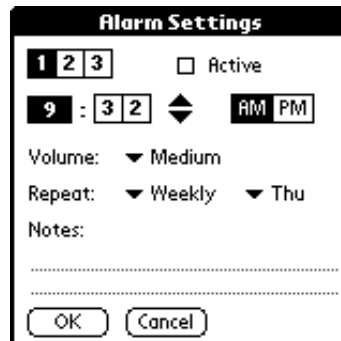 Alarm Settings
1 2 3 Active
9 : 3 2 AM PM
Volume: Medium
Repeat: Weekly Thu
Notes:
OK Cancel